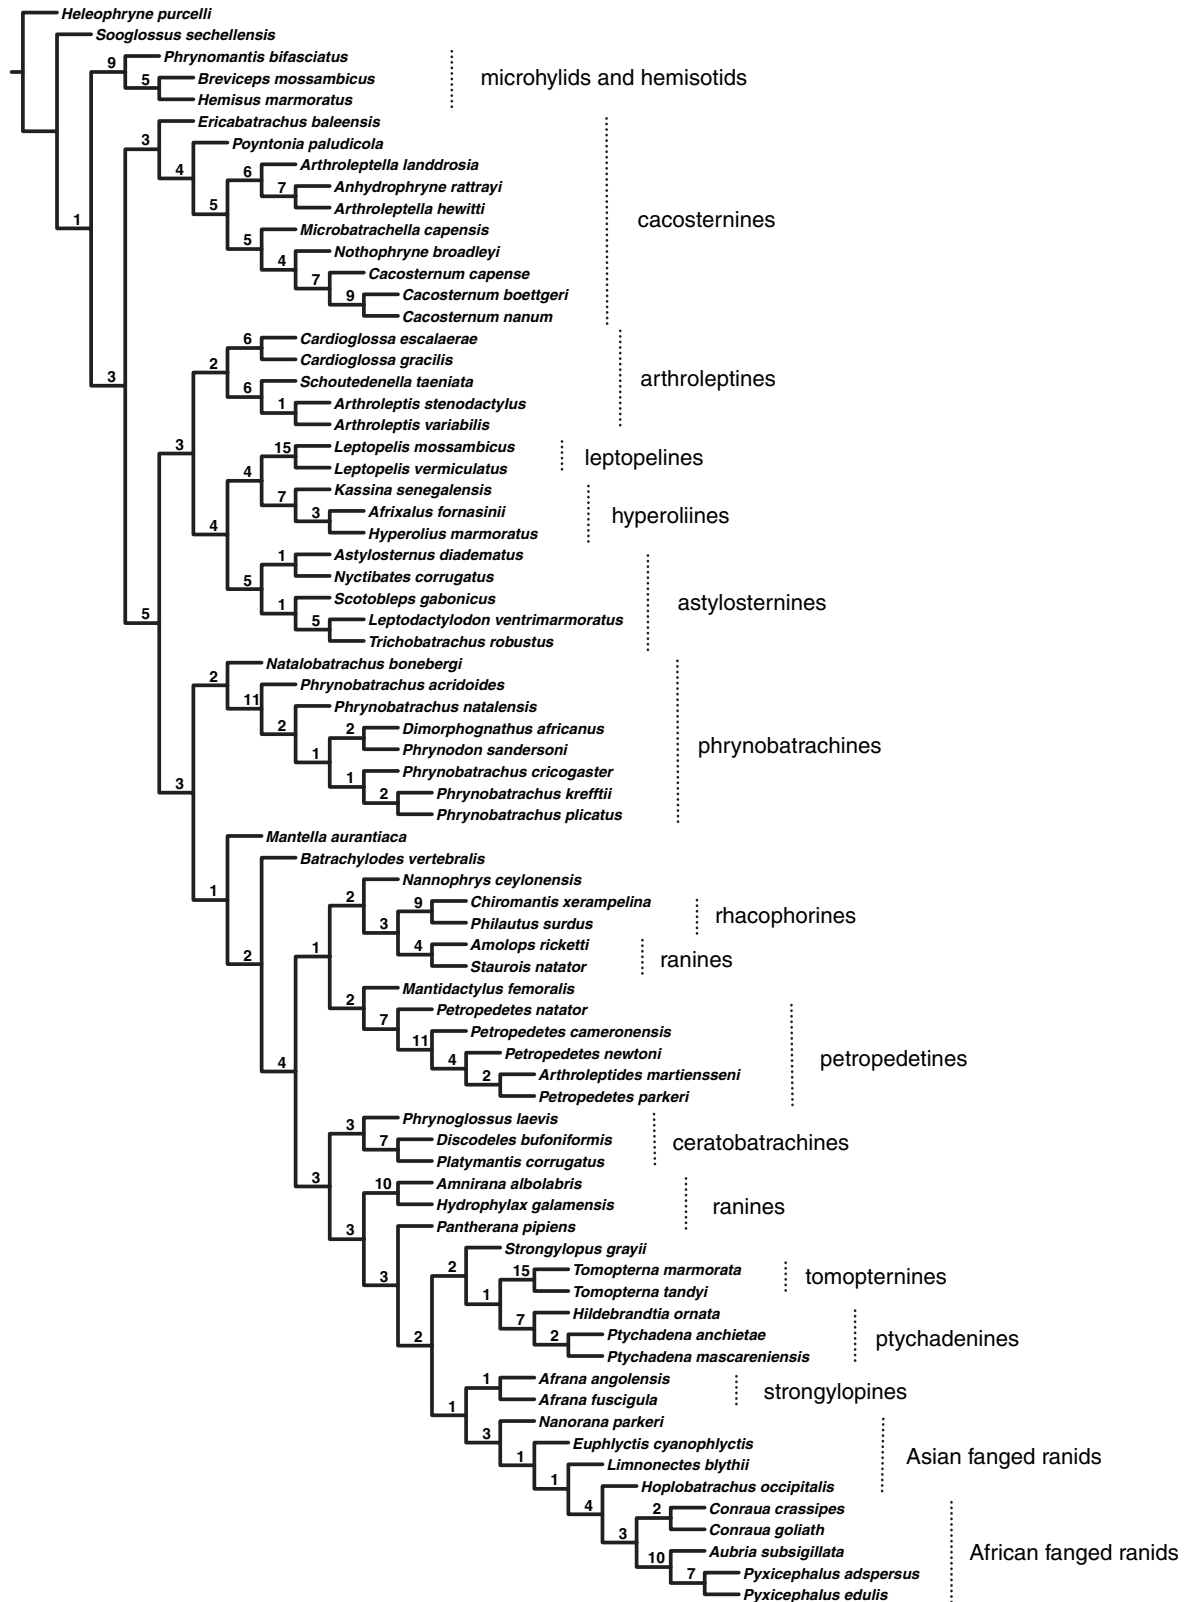 Heleophryne purcelli
Sooglossus sechellensis
Phrynomantis bifasciatus
9
5
Breviceps mossambicus
microhylids and hemisotids
Hemisus marmoratus
Ericabatrachus baleensis
3
Poyntonia paludicola
4
Arthroleptella landdrosia
6
7
Anhydrophryne rattrayi
5
Arthroleptella hewitti
1
cacosternines
Microbatrachella capensis
5
Nothophryne broadleyi
4
Cacosternum capense
7
9
Cacosternum boettgeri
Cacosternum nanum
6
Cardioglossa escalaerae
2
Cardioglossa gracilis
3
arthroleptines
Schoutedenella taeniata
6
1
Arthroleptis stenodactylus
Arthroleptis variabilis
3
15
Leptopelis mossambicus
leptopelines
4
Leptopelis vermiculatus
7
Kassina senegalensis
3
Afrixalus fornasinii
hyperoliines
4
Hyperolius marmoratus
1
Astylosternus diadematus
5
Nyctibates corrugatus
1
Scotobleps gabonicus
astylosternines
5
5
Leptodactylodon ventrimarmoratus
Trichobatrachus robustus
2
Natalobatrachus bonebergi
11
Phrynobatrachus acridoides
2
Phrynobatrachus natalensis
2
Dimorphognathus africanus
1
Phrynodon sandersoni
phrynobatrachines
1
Phrynobatrachus cricogaster
3
2
Phrynobatrachus krefftii
Phrynobatrachus plicatus
Mantella aurantiaca
Batrachylodes vertebralis
1
2
Nannophrys ceylonensis
9
Chiromantis xerampelina
rhacophorines
3
Philautus surdus
1
4
Amolops ricketti
ranines
2
Staurois natator
2
Mantidactylus femoralis
7
Petropedetes natator
11
Petropedetes cameronensis
4
4
Petropedetes newtoni
petropedetines
2
Arthroleptides martiensseni
Petropedetes parkeri
3
Phrynoglossus laevis
7
Discodeles bufoniformis
ceratobatrachines
Platymantis corrugatus
3
10
Amnirana albolabris
Hydrophylax galamensis
ranines
3
Pantherana pipiens
3
Strongylopus grayii
2
15
Tomopterna marmorata
tomopternines
1
Tomopterna tandyi
7
Hildebrandtia ornata
2
2
Ptychadena anchietae
ptychadenines
Ptychadena mascareniensis
1
Afrana angolensis
strongylopines
1
Afrana fuscigula
3
Nanorana parkeri
1
Euphlyctis cyanophlyctis
Asian fanged ranids
1
Limnonectes blythii
4
Hoplobatrachus occipitalis
2
Conraua crassipes
3
Conraua goliath
10
Aubria subsigillata
African fanged ranids
7
Pyxicephalus adspersus
Pyxicephalus edulis